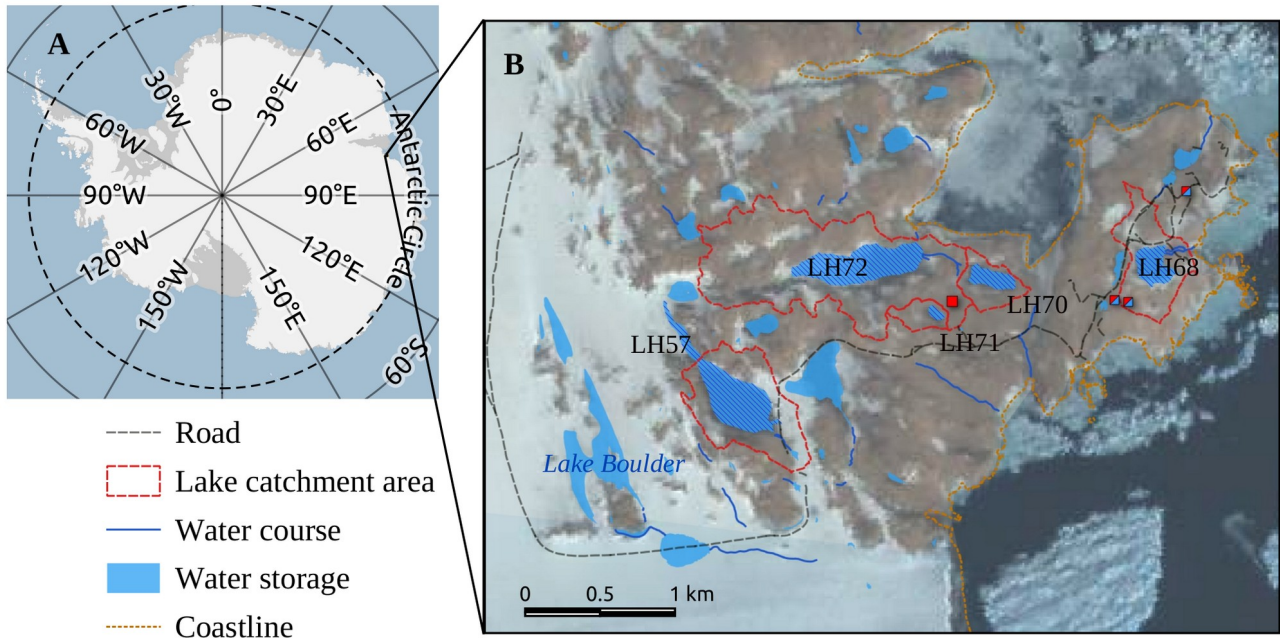 A
0°
30°E
60°E
90°E
120°E
150°E
150°W
120°W
90°W
60°W
30°W
Antarctic Circle
60°S
Road
Lake catchment area
Water course
Water storage
Coastline
B
LH72
LH68
LH70
LH71
LH57
Lake Boulder
0 0.5 1 km